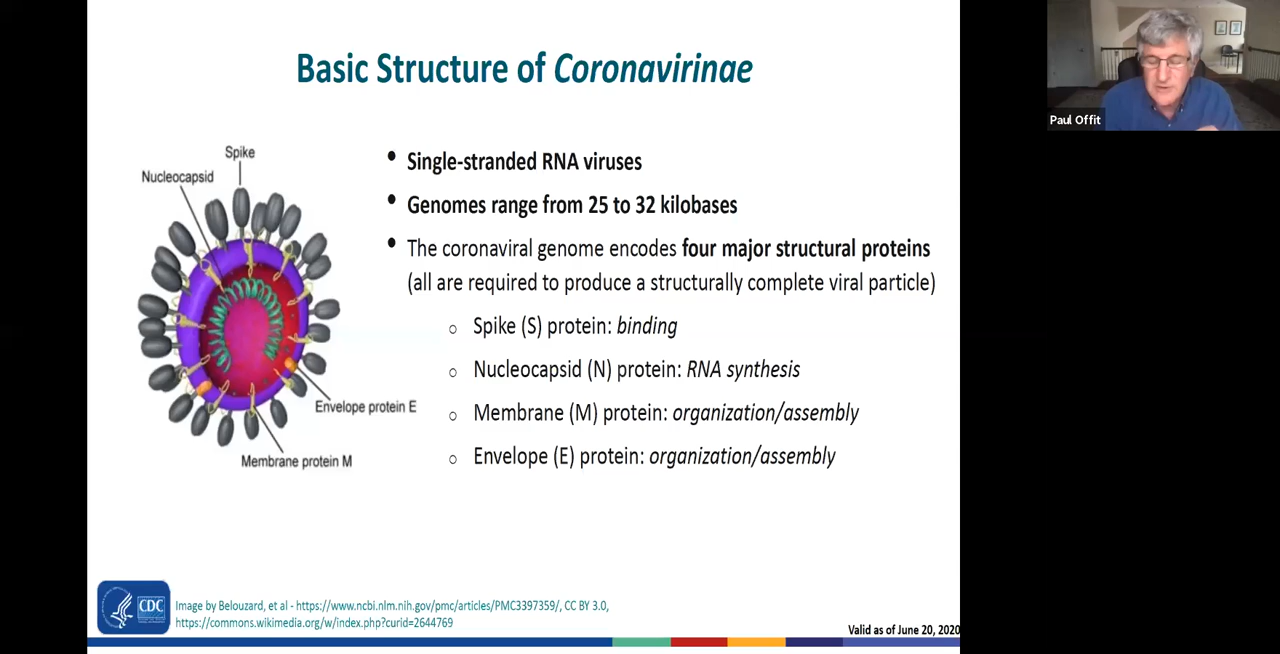 Basic Structure of Coronavirinae
Paul Offit
Spike
Nucleocapsid
Envelope protein E
Membrane protein M
• Single-stranded RNA viruses
• Genomes range from 25 to 32 kilobases
• The coronaviral genome encodes four major structural proteins
(all are required to produce a structurally complete viral particle)
○ Spike (S) protein: binding
○ Nucleocapsid (N) protein: RNA synthesis
○ Membrane (M) protein: organization/assembly
○ Envelope (E) protein: organization/assembly
CDC
Image by Belouzard, et al - https://www.ncbi.nlm.nih.gov/pmc/articles/PMC3397359/, CC BY 3.0,
https://commons.wikimedia.org/w/index.php?curid=2644769
Valid as of June 20, 2020